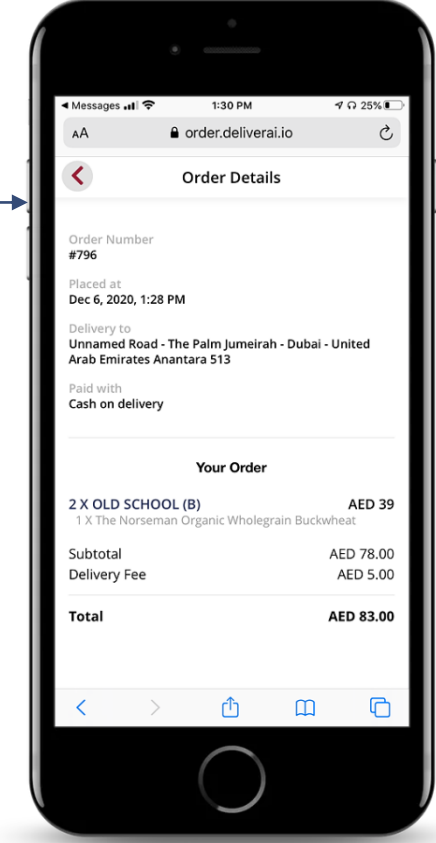 Messages 1:30 PM 25%
AA order.deliverai.io
Order Details
Order Number
#796
Placed at
Dec 6, 2020, 1:28 PM
Delivery to
Unnamed Road - The Palm Jumeirah - Dubai - United
Arab Emirates Anantara 513
Paid with
Cash on delivery
Your Order
2 X OLD SCHOOL (B) AED 39
1 X The Norseman Organic Wholegrain Buckwheat
Subtotal AED 78.00
Delivery Fee AED 5.00
Total AED 83.00